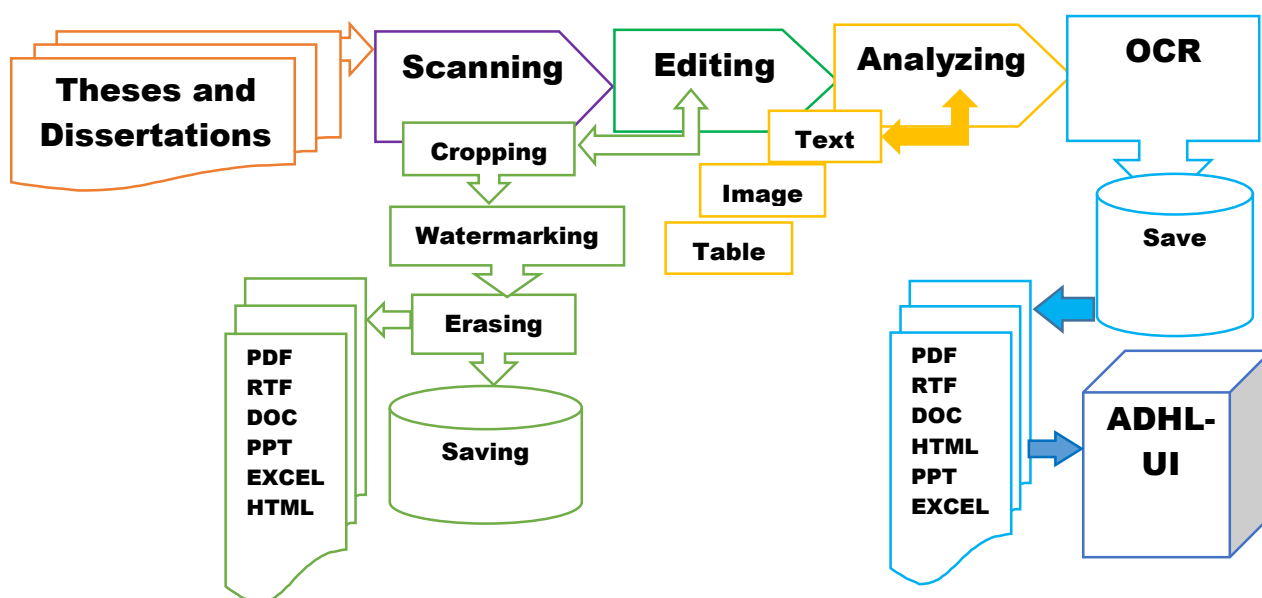 Theses and
Dissertations
Scanning
Editing
Analyzing
OCR
Cropping
Text
Watermarking
Image
Table
Save
Erasing
PDF
RTF
DOC
PPT
EXCEL
HTML
Saving
PDF
RTF
DOC
HTML
PPT
EXCEL
ADHL-
UI